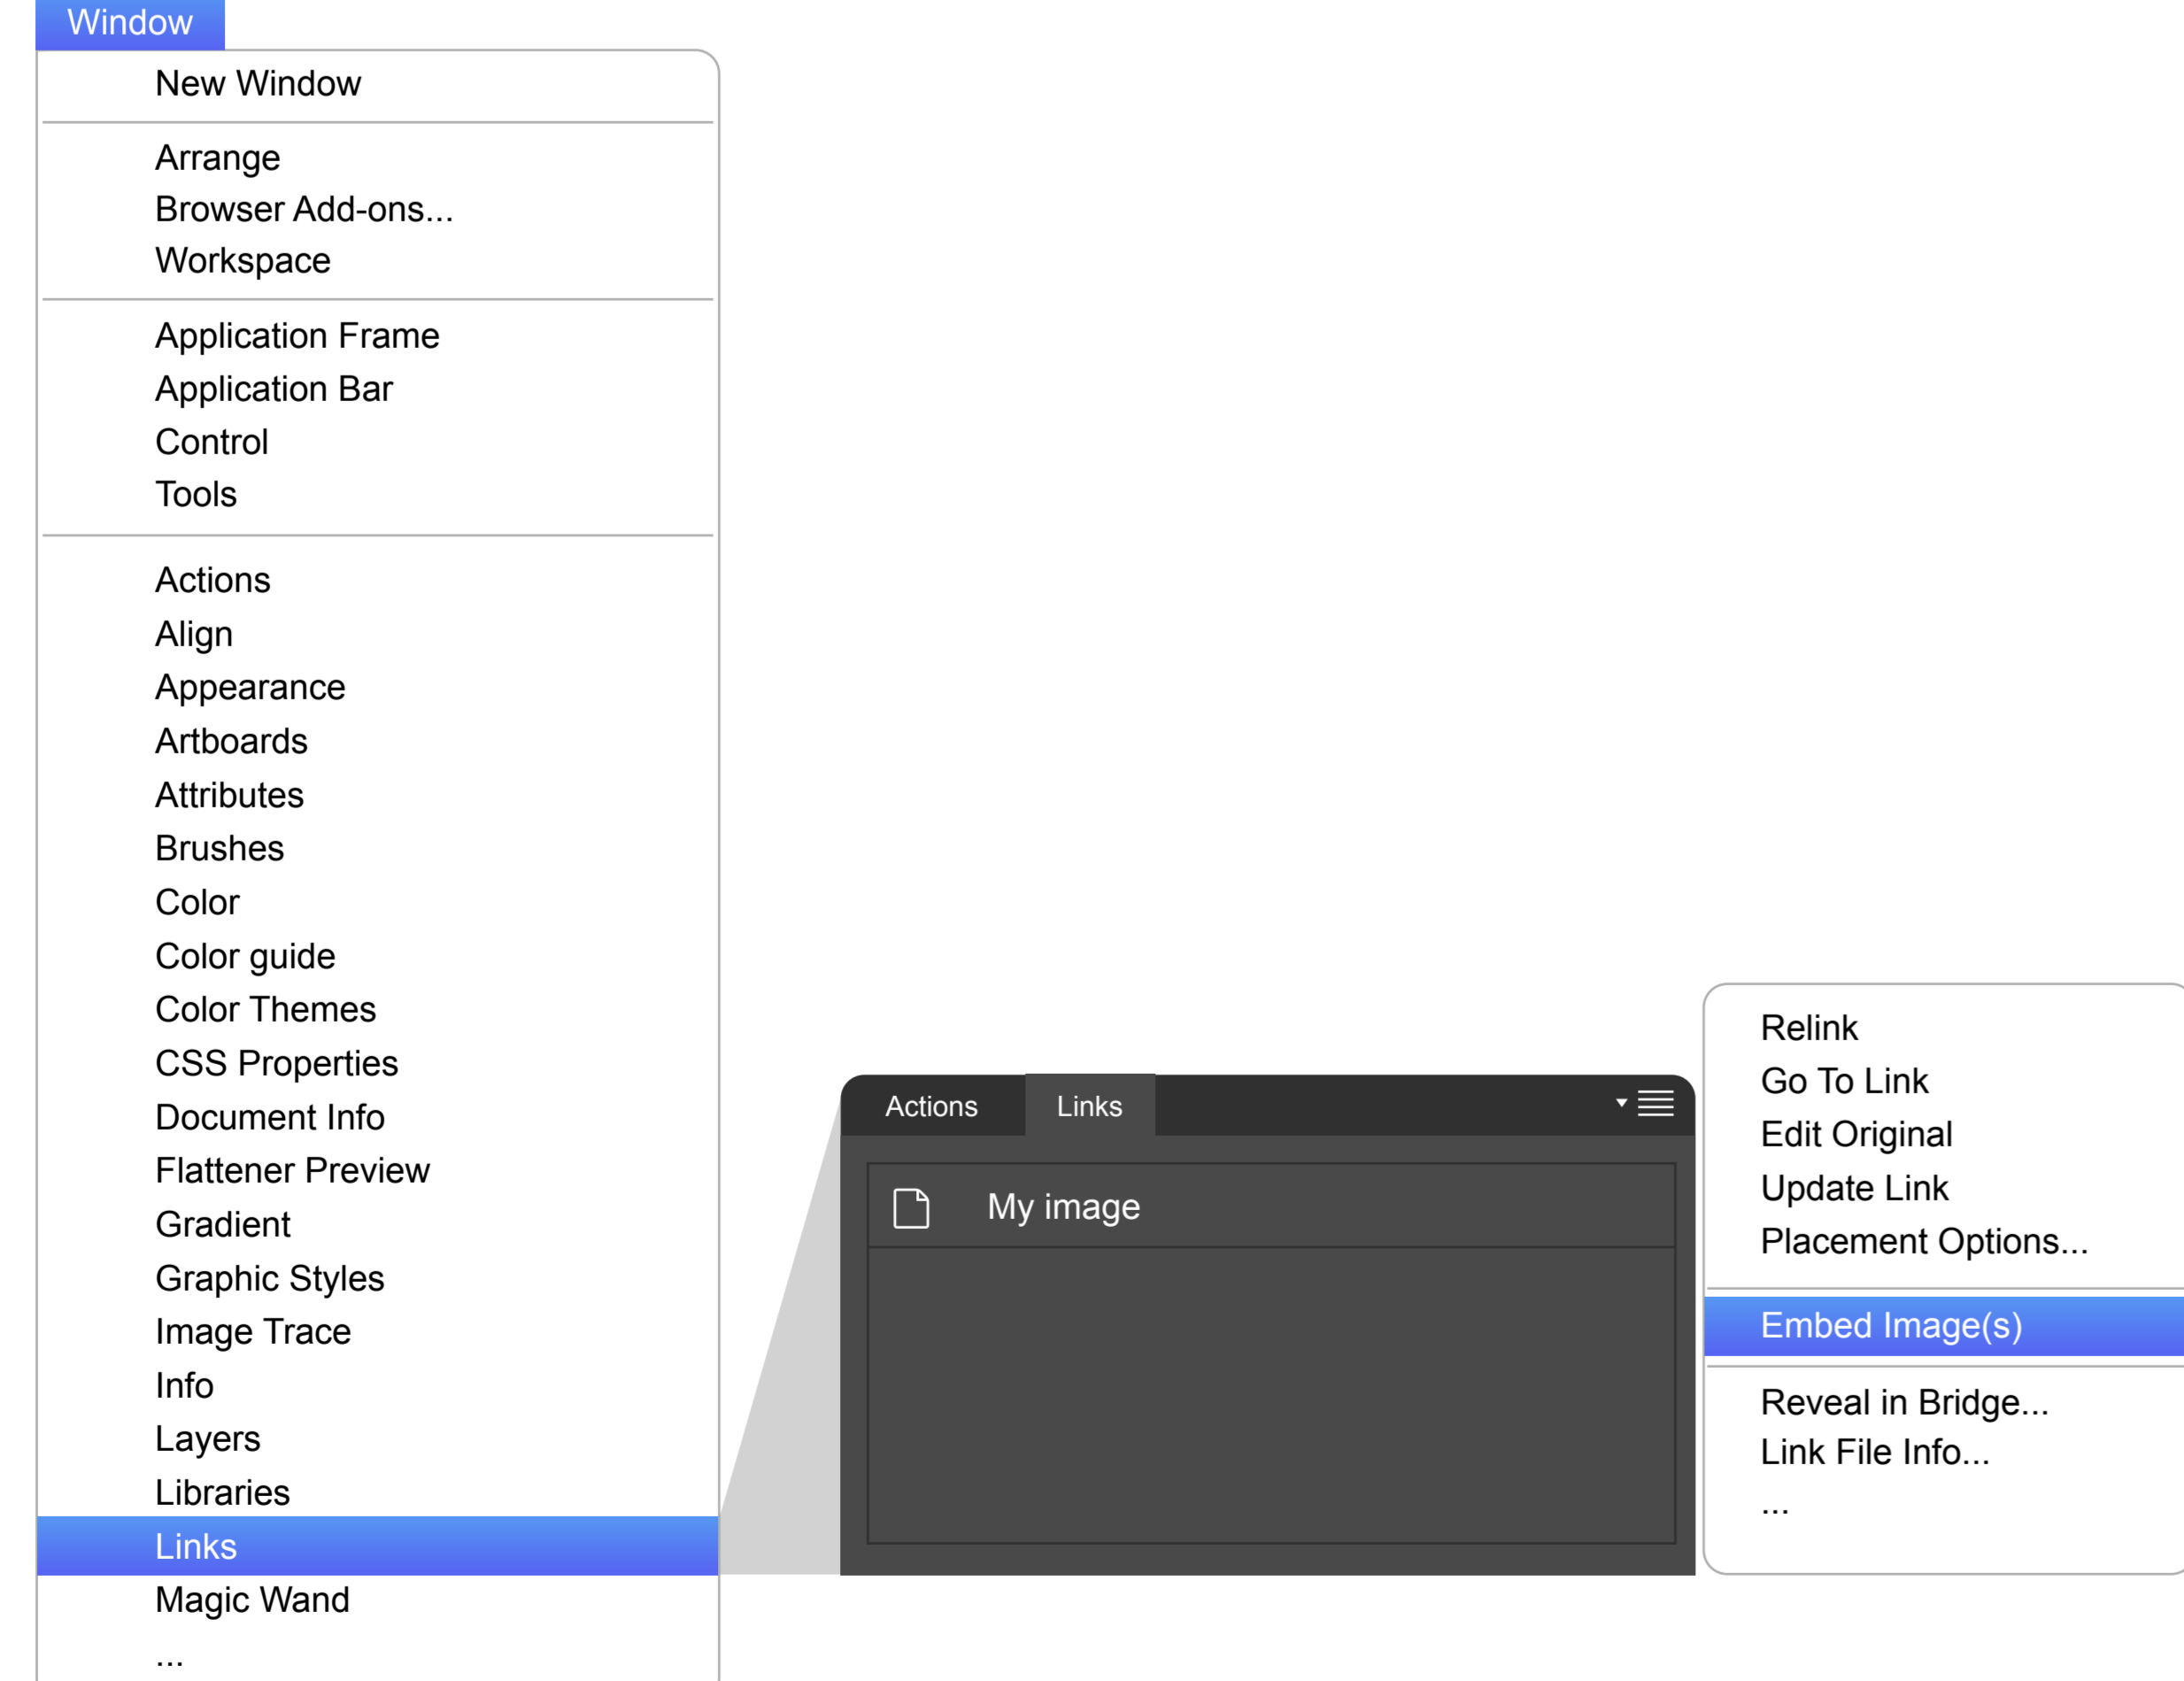 Window
New Window
Arrange
Browser Add-ons...
Workspace
Application Frame
Application Bar
Control
Tools
Actions
Align
Appearance
Artboards
Attributes
Brushes
Color
Color guide
Color Themes
CSS Properties
Document Info
Flattener Preview
Gradient
Graphic Styles
Image Trace
Info
Layers
Libraries
Links
Magic Wand
...
Actions Links
My image
Relink
Go To Link
Edit Original
Update Link
Placement Options...
Embed Image(s)
Reveal in Bridge...
Link File Info...
...